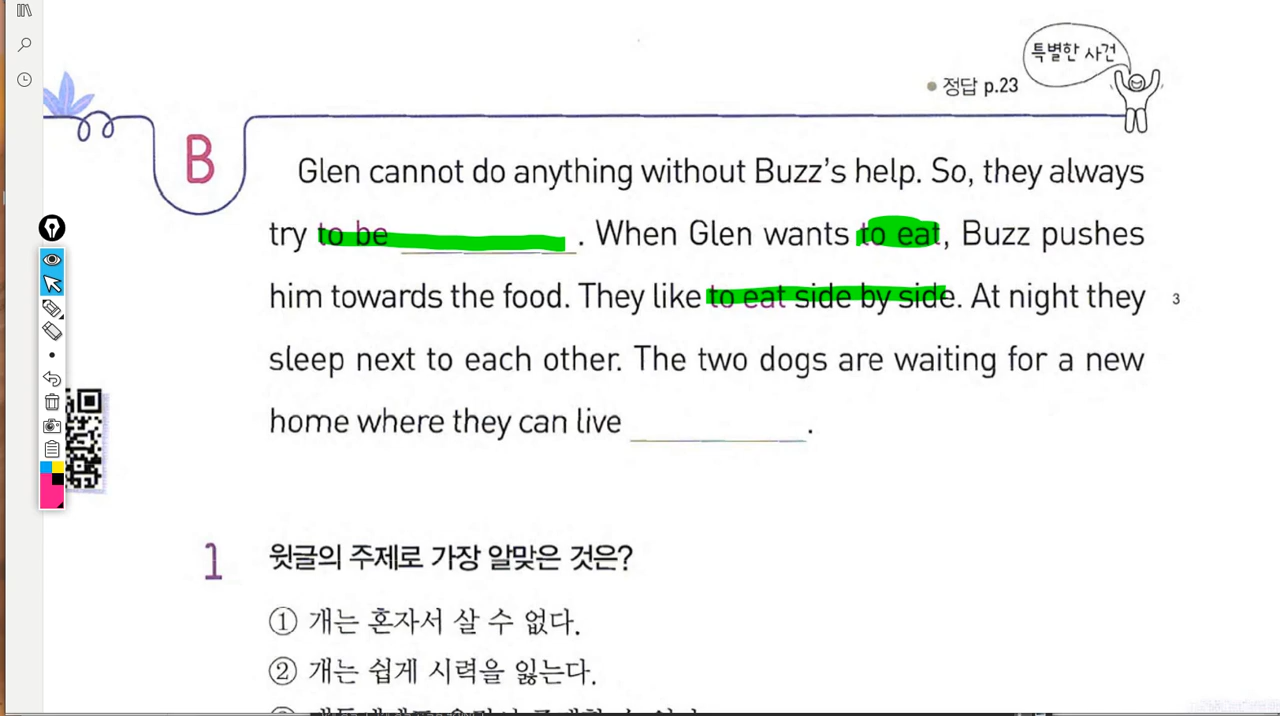 특별한 사건
정답 p.23
B
Glen cannot do anything without Buzz's help. So, they always
try to be ____________. When Glen wants to eat, Buzz pushes
him towards the food. They like to eat side by side. At night they
3
sleep next to each other. The two dogs are waiting for a new
home where they can live ____________.
1 윗글의 주제로 가장 알맞은 것은?
① 개는 혼자서 살 수 없다.
② 개는 쉽게 시력을 잃는다.